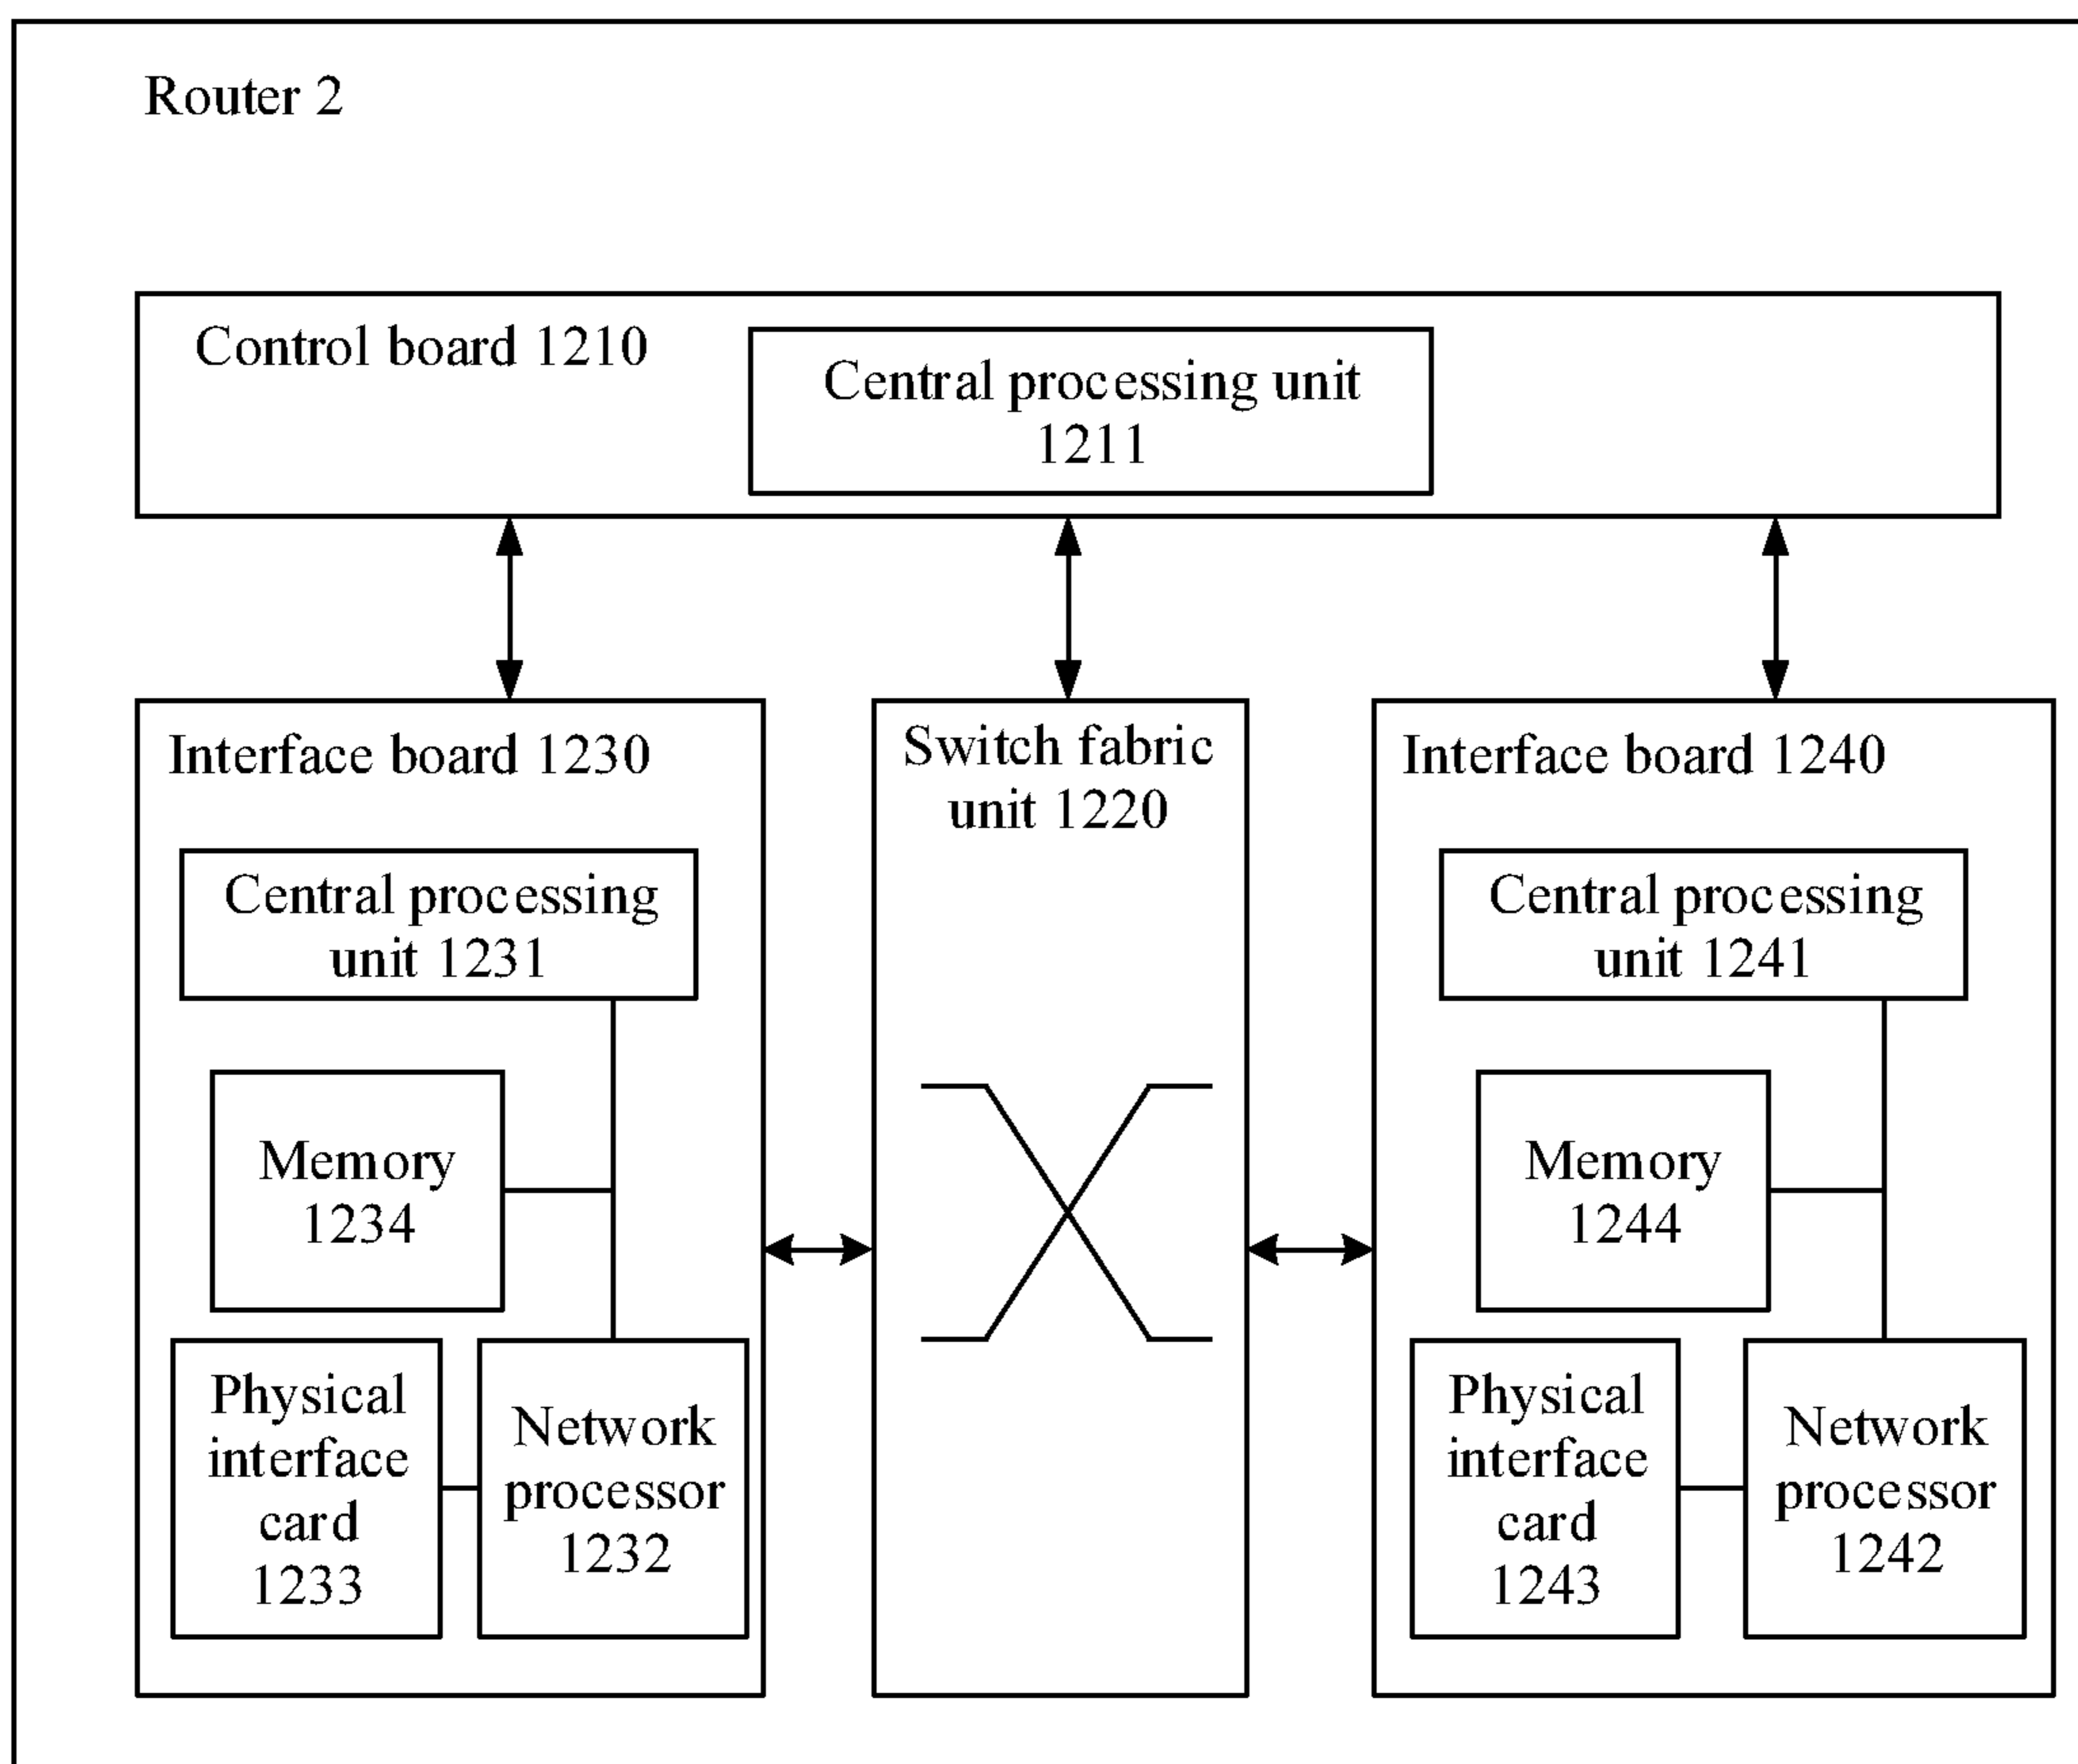 Router 2
Control board 1210
Central processing unit
1211
Interface board 1230
Central processing
unit 1231
Memory
1234
Physical
interface
card
1233
Network
processor
1232
Switch fabric
unit 1220
Interface board 1240
Central processing
unit 1241
Memory
1244
Physical
interface
card
1243
Network
processor
1242